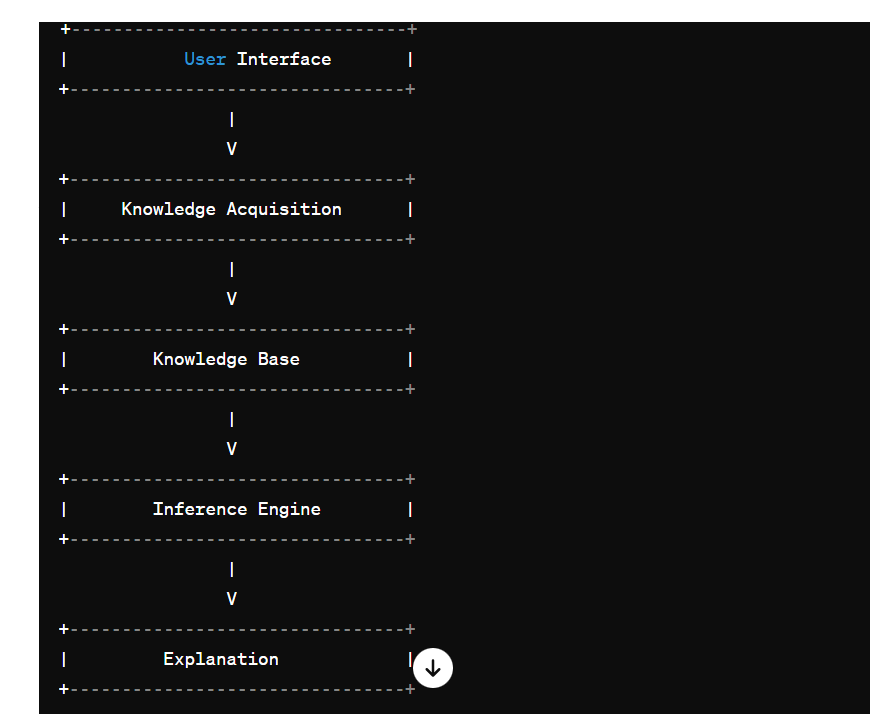 +--------------------------------+
|           User Interface       |
+--------------------------------+
                |
                V
+--------------------------------+
|     Knowledge Acquisition      |
+--------------------------------+
                |
                V
+--------------------------------+
|        Knowledge Base          |
+--------------------------------+
                |
                V
+--------------------------------+
|        Inference Engine        |
+--------------------------------+
                |
                V
+--------------------------------+
|         Explanation            |
+--------------------------------+